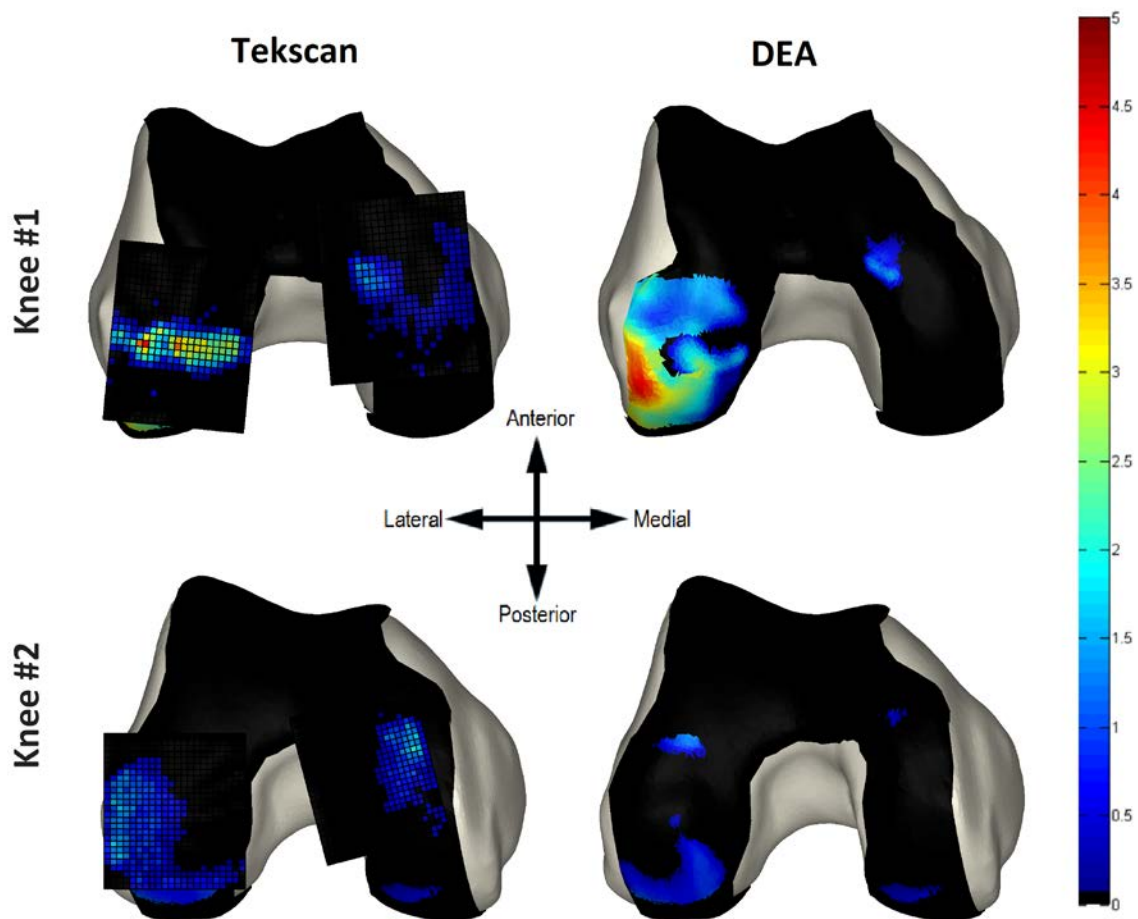 Tekscan
DEA
Knee #1
Knee #2
Anterior
Lateral
Medial
Posterior
5
4.5
4
3.5
3
2.5
2
1.5
1
0.5
0